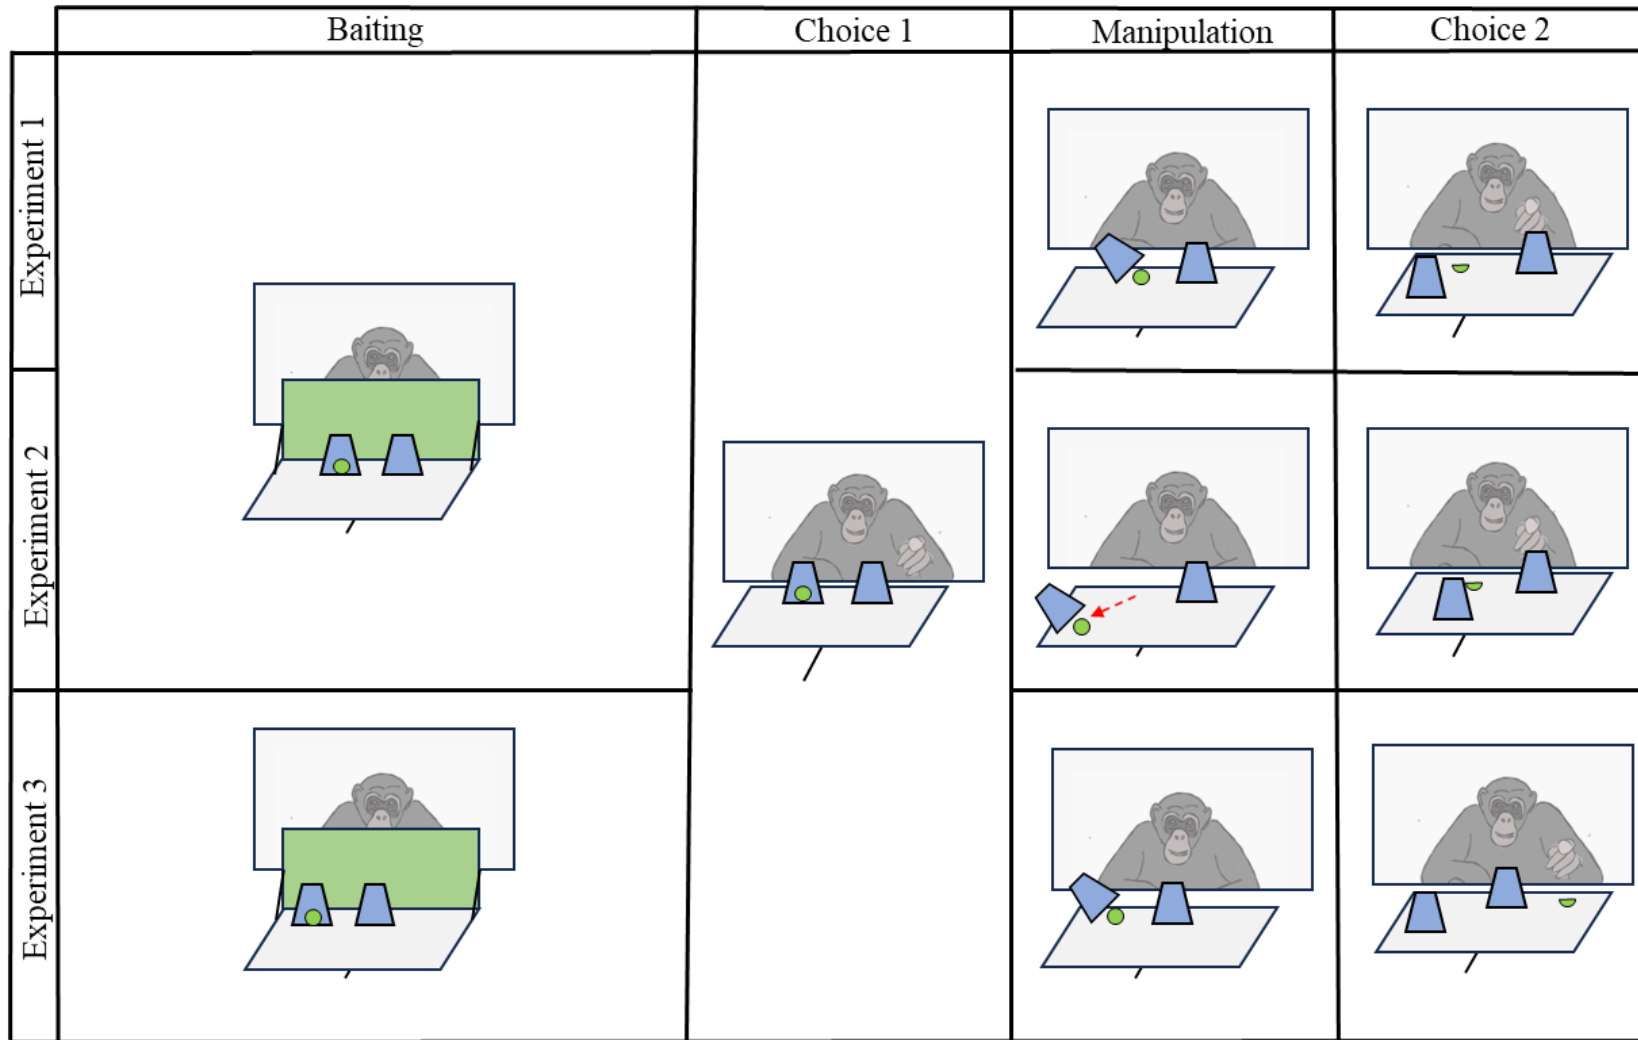 Baiting
Choice 1
Manipulation
Choice 2
Experiment 1
Experiment 2
Experiment 3